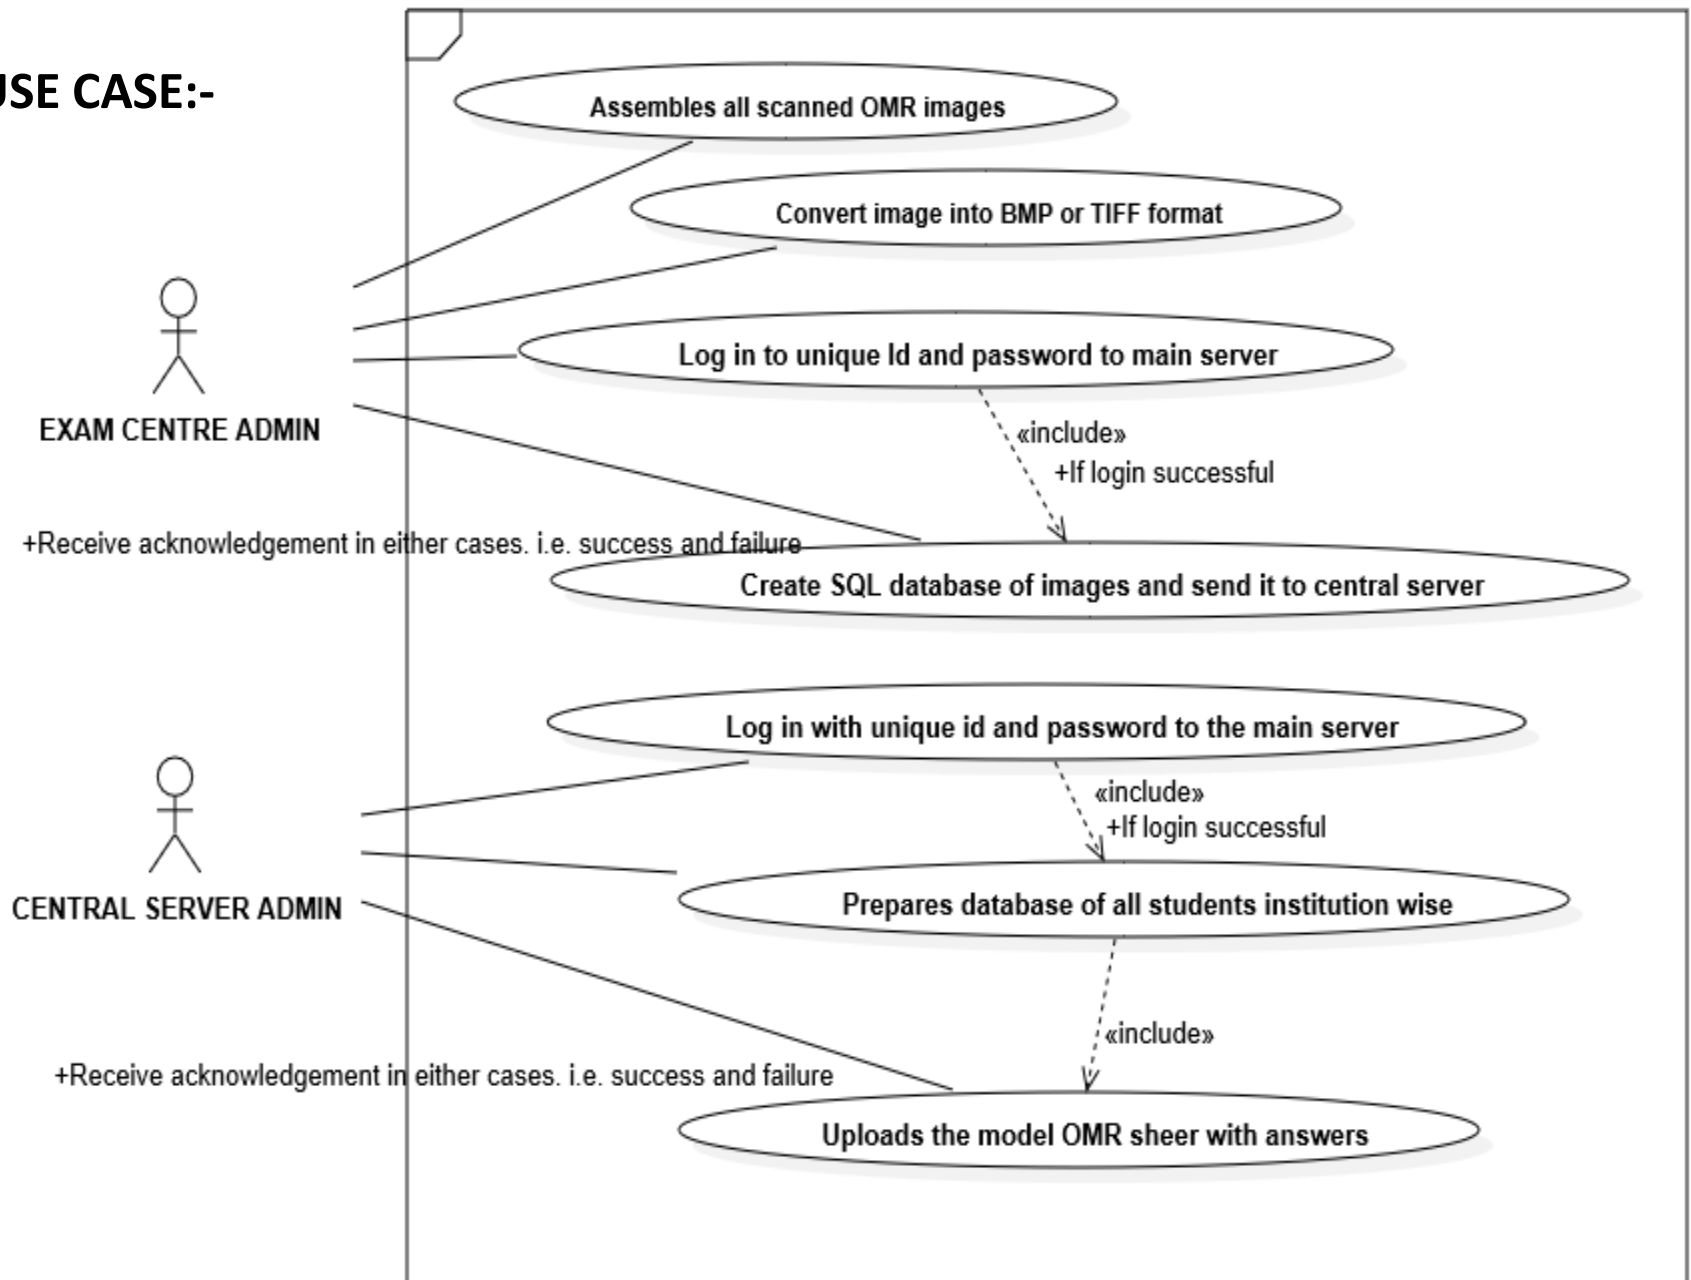 USE CASE:-
Assembles all scanned OMR images
Convert image into BMP or TIFF format
Log in to unique Id and password to main server
EXAM CENTRE ADMIN
«include»
+If login successful
+Receive acknowledgement in either cases. i.e. success and failure
Create SQL database of images and send it to central server
Log in with unique id and password to the main server
«include»
+If login successful
Prepares database of all students institution wise
CENTRAL SERVER ADMIN
«include»
+Receive acknowledgement in either cases. i.e. success and failure
Uploads the model OMR sheer with answers